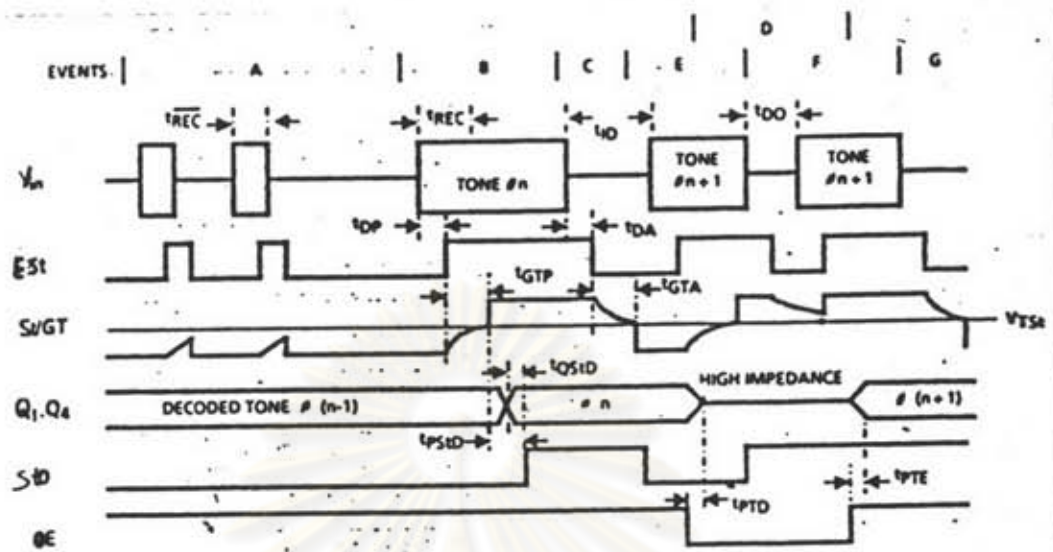 D
EVENTS. A B C E F G
tREC tREC tIO tDO
Vin
TONE #n
TONE #n+1
TONE #n+1
tDP tDA
ESt
tGTP tGTA
St/GT
VTSt
tQStD
HIGH IMPEDANCE
Q1.Q4
DECODED TONE # (n-1)
# n
# (n+1)
tPStD
StD
tPTD
tPTE
OE